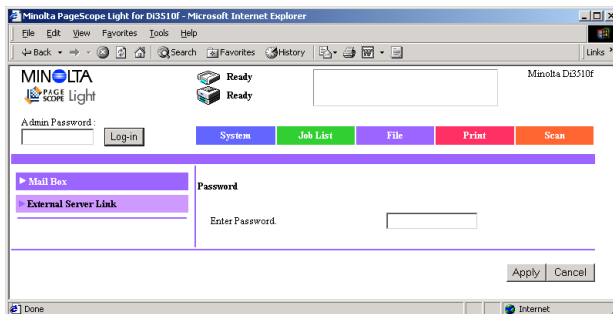 Minolta PageScope Light for Di3510f - Microsoft Internet Explorer
File Edit View Favorites Tools Help
Back Search Favorites History Links »
MINOLTA Ready Minolta Di3510f
PAGE SCOPE Light Ready
Admin Password :
Log-in System Job List File Print Scan
Mail Box
Password
External Server Link
Enter Password.
Apply Cancel
Done Internet